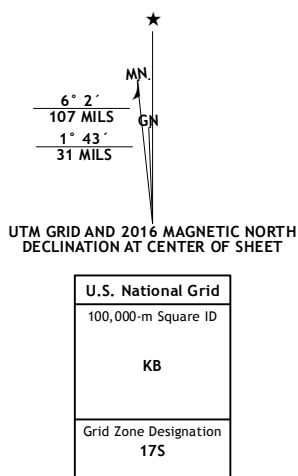 MN.
6° 2´
107 MILS
GN
1° 43´
31 MILS
UTM GRID AND 2016 MAGNETIC NORTH
DECLINATION AT CENTER OF SHEET
U.S. National Grid
100,000-m Square ID
KB
Grid Zone Designation
17S